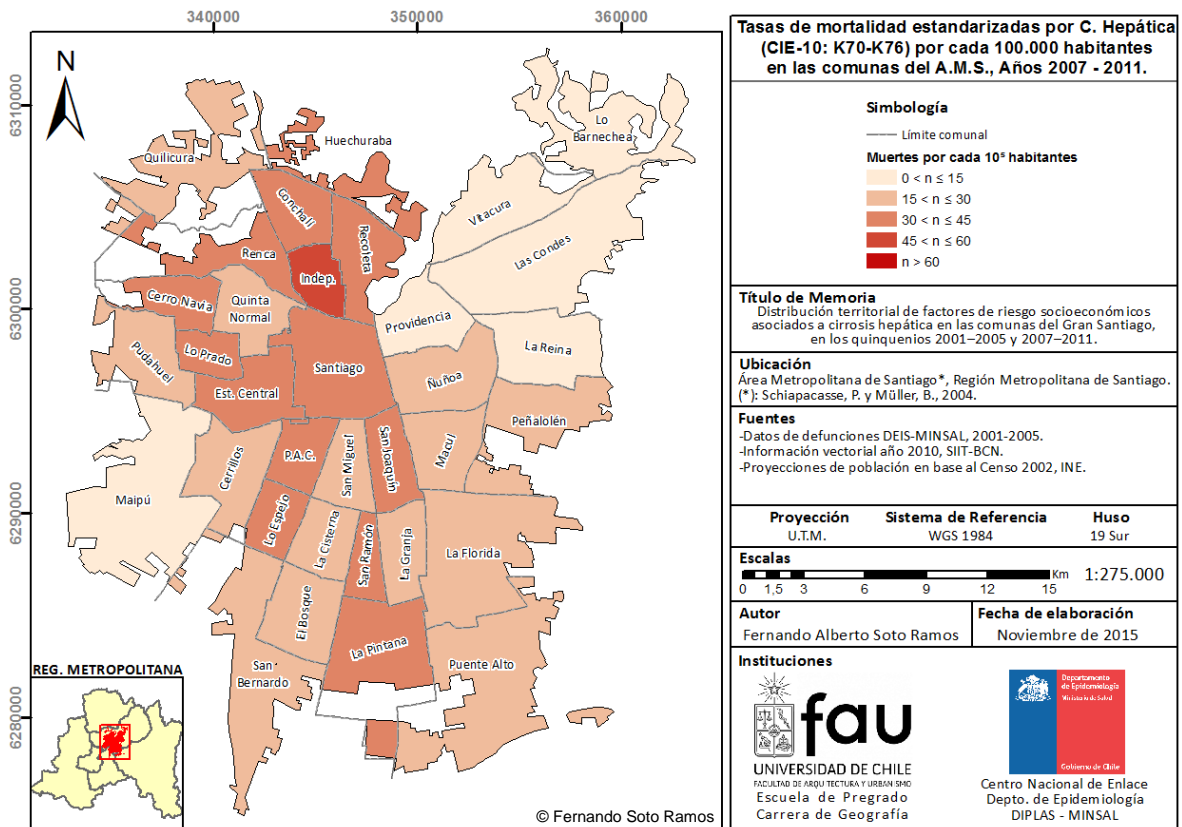 340000
350000
360000
6310000
6300000
6290000
6280000
N
Lo
Barnechea
Huechuraba
Quilicura
Conchalí
Vitacura
Recoleta
Las Condes
Renca
Indep.
Cerro Navia
Quinta
Normal
Providencia
La Reina
Pudahuel
Lo Prado
Santiago
Ñuñoa
Est. Central
Peñalolén
Cerrillos
P.A.C.
San Miguel
San Joaquín
Macul
Maipú
Lo Espejo
La Cisterna
San Ramón
La Granja
La Florida
El Bosque
La Pintana
San
Bernardo
Puente Alto
REG. METROPOLITANA
© Fernando Soto Ramos
Tasas de mortalidad estandarizadas por C. Hepática
(CIE-10: K70-K76) por cada 100.000 habitantes
en las comunas del A.M.S., Años 2007 - 2011.
Simbología
Límite comunal
Muertes por cada 10⁵ habitantes
0 < n ≤ 15
15 < n ≤ 30
30 < n ≤ 45
45 < n ≤ 60
n > 60
Título de Memoria
Distribución territorial de factores de riesgo socioeconómicos
asociados a cirrosis hepática en las comunas del Gran Santiago,
en los quinquenios 2001–2005 y 2007–2011.
Ubicación
Área Metropolitana de Santiago*, Región Metropolitana de Santiago.
(*): Schiapacasse, P. y Müller, B., 2004.
Fuentes
-Datos de defunciones DEIS-MINSAL, 2001-2005.
-Información vectorial año 2010, SIIT-BCN.
-Proyecciones de población en base al Censo 2002, INE.
Proyección Sistema de Referencia Huso
U.T.M. WGS 1984 19 Sur
Escalas
0 1,5 3 6 9 12 15 Km 1:275.000
Autor
Fernando Alberto Soto Ramos
Fecha de elaboración
Noviembre de 2015
Instituciones
fau
UNIVERSIDAD DE CHILE
FACULTAD DE ARQUITECTURA Y URBANISMO
Escuela de Pregrado
Carrera de Geografía
Departamento
de Epidemiología
Ministerio de Salud
Gobierno de Chile
Centro Nacional de Enlace
Depto. de Epidemiología
DIPLAS - MINSAL